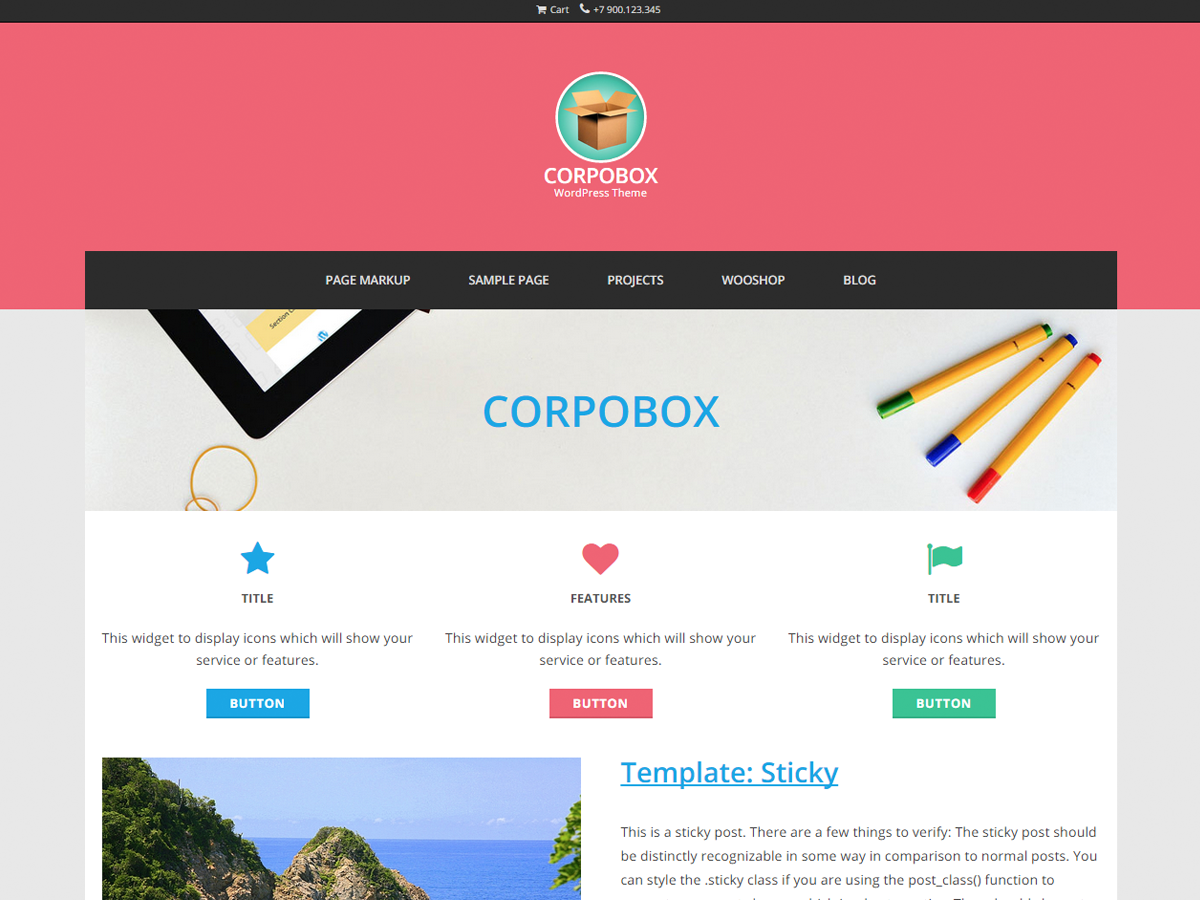 Cart +7 900.123.345
CORPOBOX
WordPress Theme
PAGE MARKUP SAMPLE PAGE PROJECTS WOOSHOP BLOG
CORPOBOX
TITLE
This widget to display icons which will show your
service or features.
BUTTON
FEATURES
This widget to display icons which will show your
service or features.
BUTTON
TITLE
This widget to display icons which will show your
service or features.
BUTTON
Template: Sticky
This is a sticky post. There are a few things to verify: The sticky post should
be distinctly recognizable in some way in comparison to normal posts. You
can style the .sticky class if you are using the post_class() function to